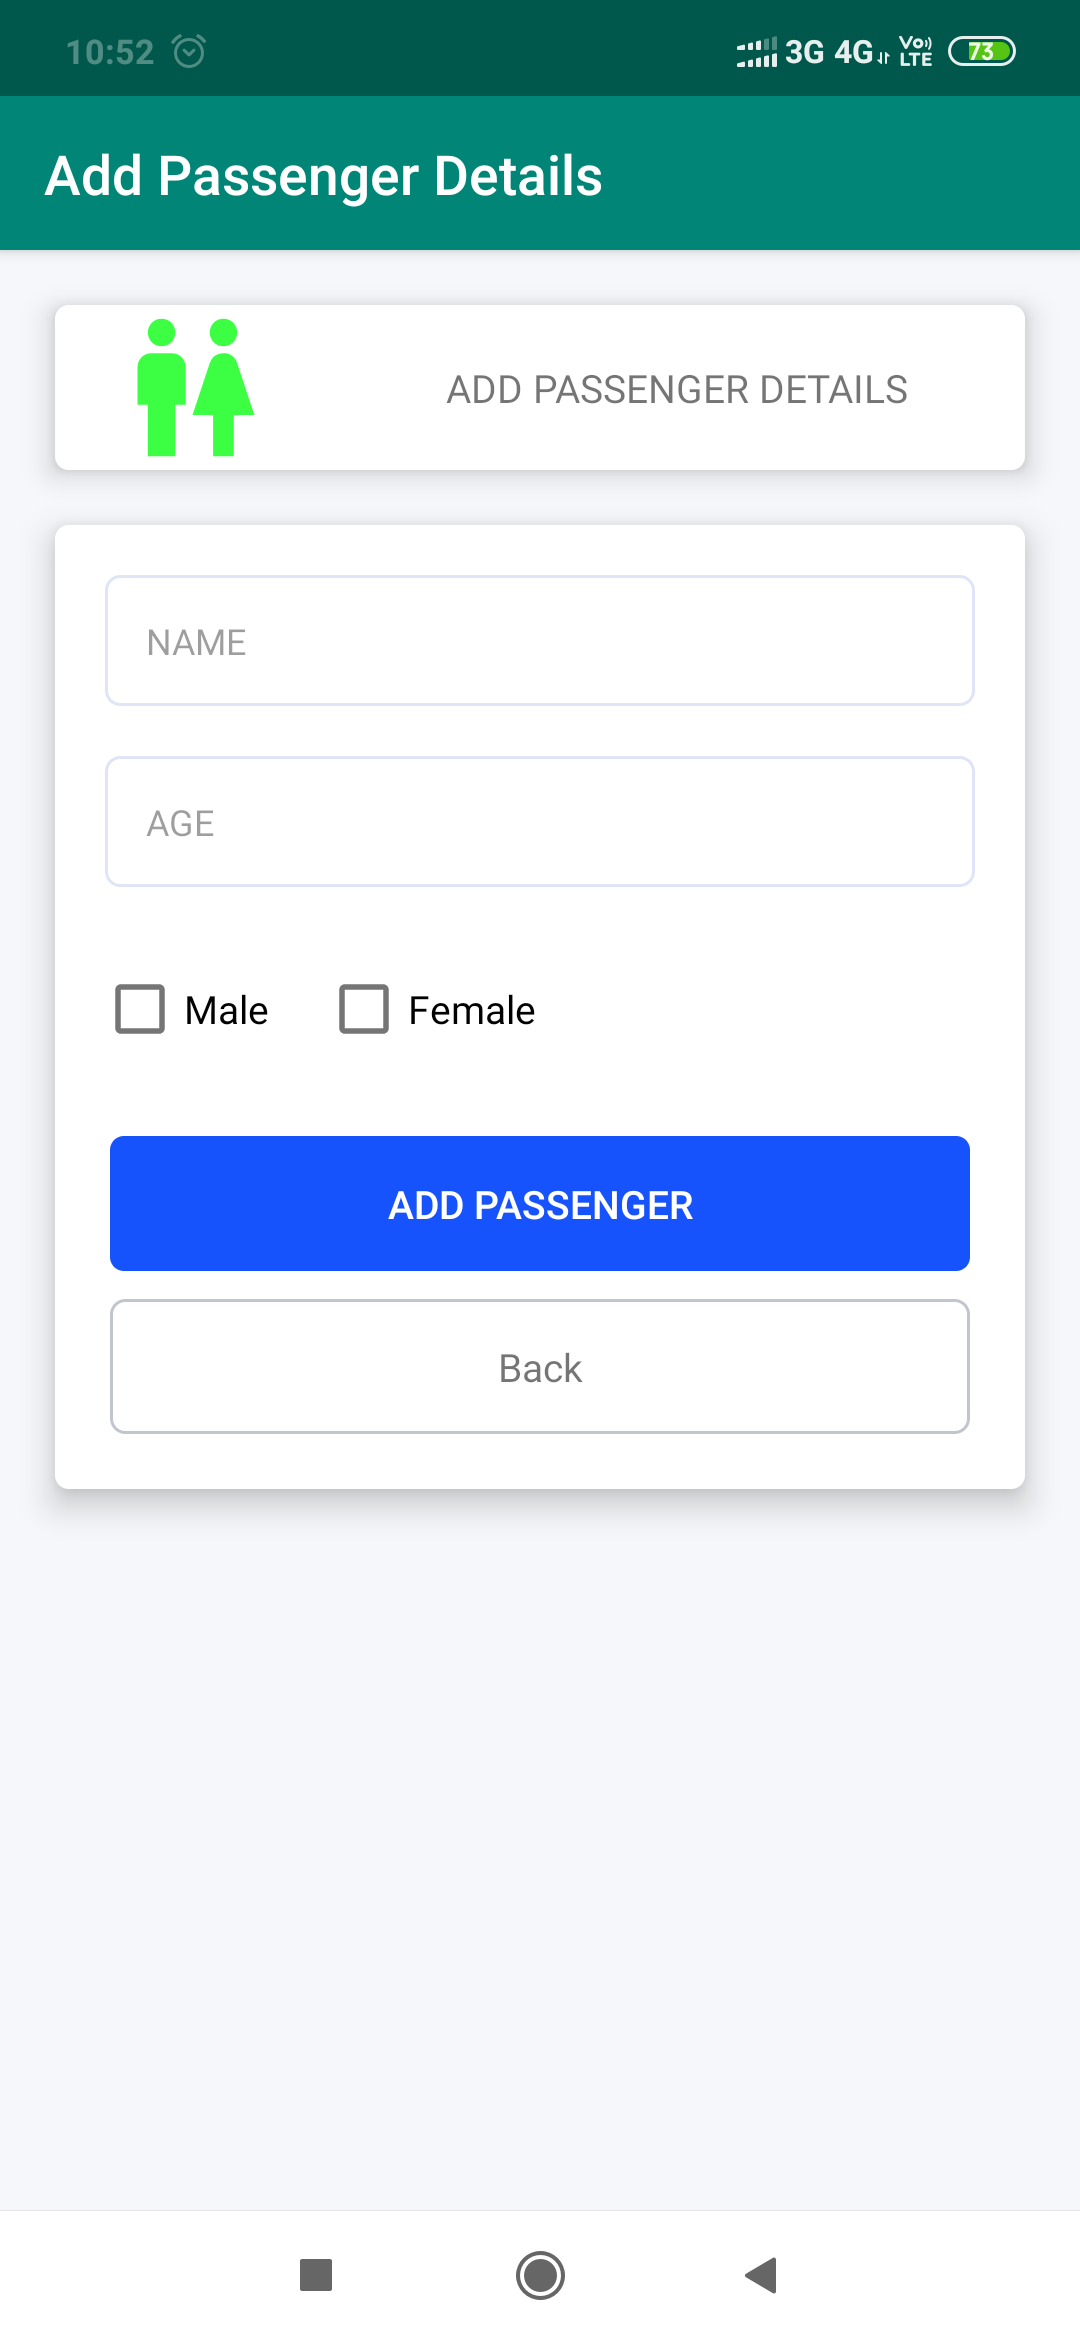 10:52 3G 4G Vo) LTE 73
Add Passenger Details
ADD PASSENGER DETAILS
NAME
AGE
Male Female
ADD PASSENGER
Back